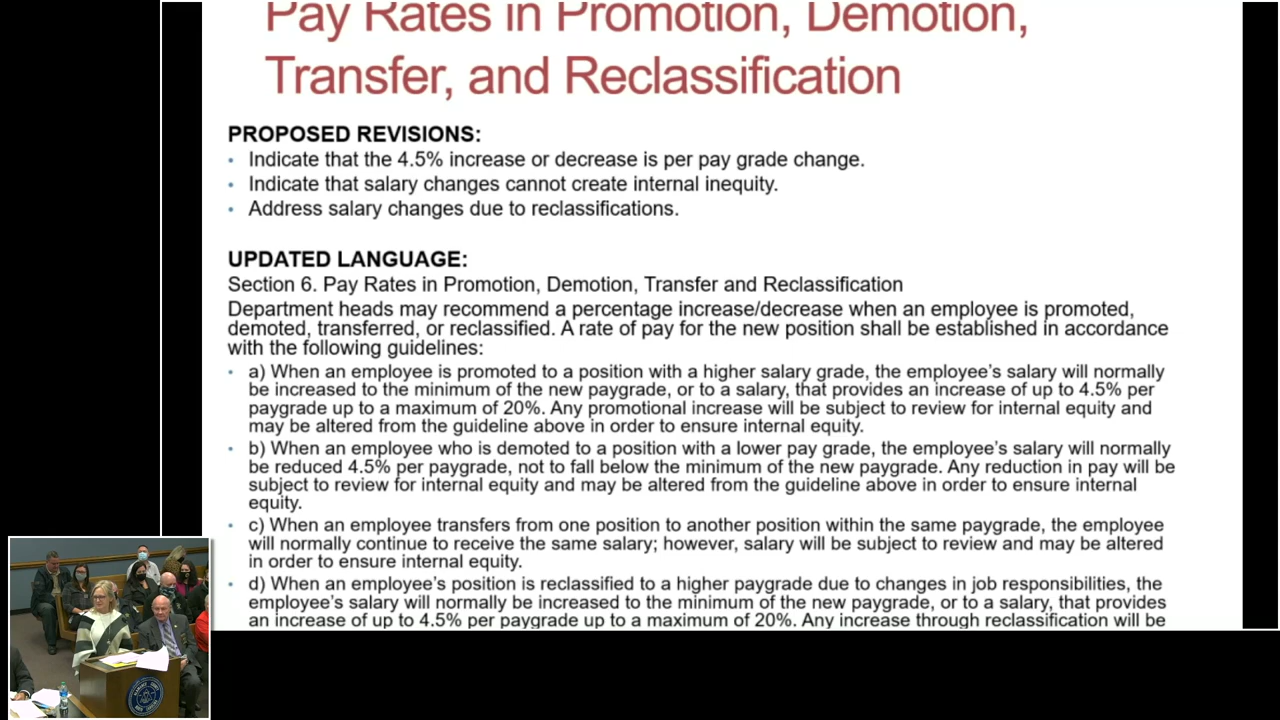 Pay Rates in Promotion, Demotion,
Transfer, and Reclassification
PROPOSED REVISIONS:
• Indicate that the 4.5% increase or decrease is per pay grade change.
• Indicate that salary changes cannot create internal inequity.
• Address salary changes due to reclassifications.
UPDATED LANGUAGE:
Section 6. Pay Rates in Promotion, Demotion, Transfer and Reclassification
Department heads may recommend a percentage increase/decrease when an employee is promoted,
demoted, transferred, or reclassified. A rate of pay for the new position shall be established in accordance
with the following guidelines:
• a) When an employee is promoted to a position with a higher salary grade, the employee's salary will normally
be increased to the minimum of the new paygrade, or to a salary, that provides an increase of up to 4.5% per
paygrade up to a maximum of 20%. Any promotional increase will be subject to review for internal equity and
may be altered from the guideline above in order to ensure internal equity.
• b) When an employee who is demoted to a position with a lower pay grade, the employee's salary will normally
be reduced 4.5% per paygrade, not to fall below the minimum of the new paygrade. Any reduction in pay will be
subject to review for internal equity and may be altered from the guideline above in order to ensure internal
equity.
• c) When an employee transfers from one position to another position within the same paygrade, the employee
will normally continue to receive the same salary; however, salary will be subject to review and may be altered
in order to ensure internal equity.
• d) When an employee's position is reclassified to a higher paygrade due to changes in job responsibilities, the
employee's salary will normally be increased to the minimum of the new paygrade, or to a salary, that provides
an increase of up to 4.5% per paygrade up to a maximum of 20%. Any increase through reclassification will be